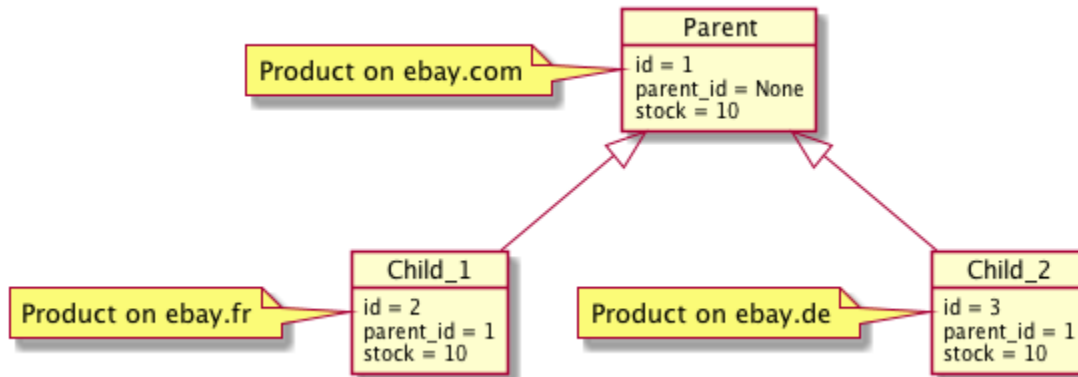 Parent
Product on ebay.com
id = 1
parent_id = None
stock = 10
Child_1
Product on ebay.fr
id = 2
parent_id = 1
stock = 10
Child_2
Product on ebay.de
id = 3
parent_id = 1
stock = 10